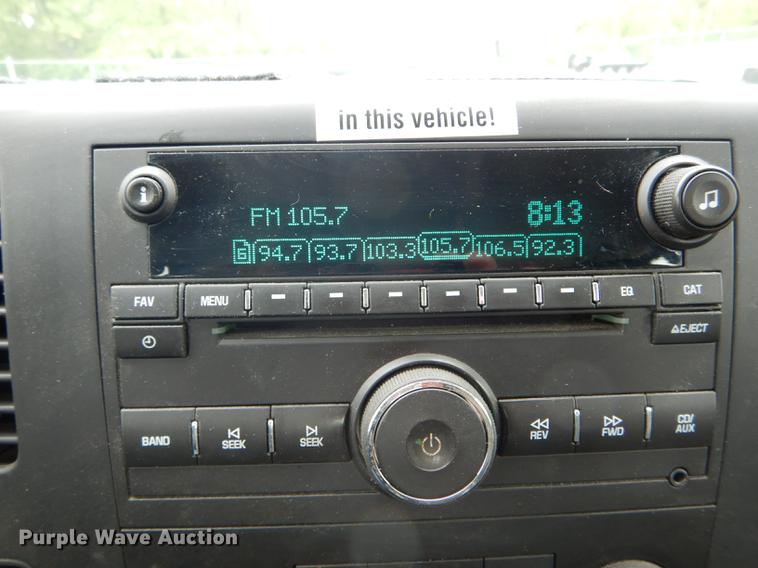 in this vehicle!
i
FM 105.7 8:13
6 94.7 93.7 103.3 105.7 106.5 92.3
FAV MENU EQ CAT
EJECT
BAND SEEK SEEK REV FWD CD/AUX
Purple Wave Auction